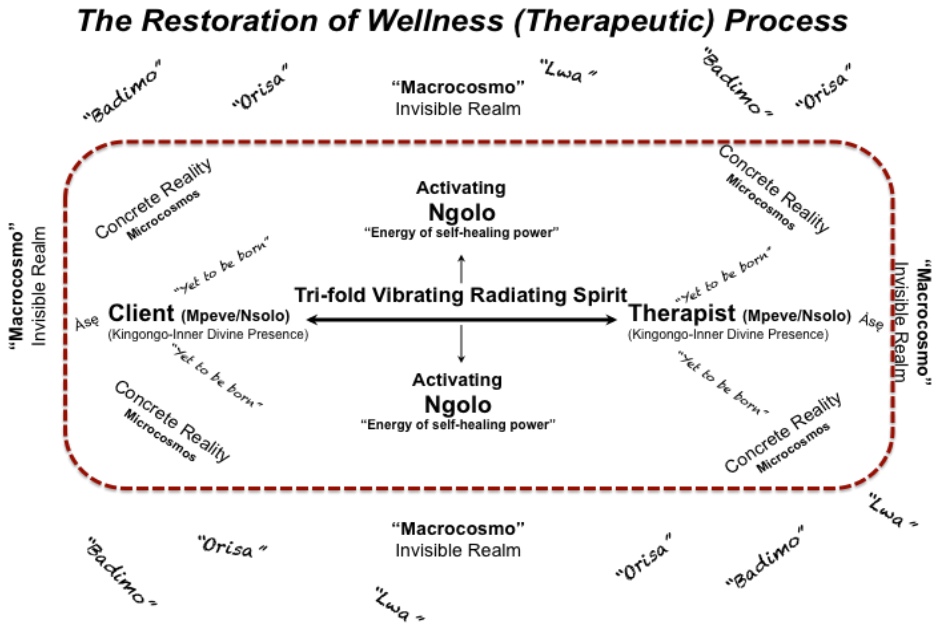 The Restoration of Wellness (Therapeutic) Process
"Badimo"
"Orisa"
"Macrocosmo"
Invisible Realm
"Lwa"
"Badimo"
"Orisa"
Concrete Reality
Microcosmos
Activating
Ngolo
"Energy of self-healing power"
Concrete Reality
Microcosmos
"Macrocosmo"
Invisible Realm
"Yet to be born"
"Yet to be born"
Tri-fold Vibrating Radiating Spirit
Àsẹ
Client (Mpeve/Nsolo)
(Kingongo-Inner Divine Presence)
Therapist (Mpeve/Nsolo)
(Kingongo-Inner Divine Presence)
Àsẹ
"Macrocosmo"
Invisible Realm
"Yet to be born"
"Yet to be born"
Activating
Ngolo
"Energy of self-healing power"
Concrete Reality
Microcosmos
Concrete Reality
Microcosmos
"Badimo"
"Orisa"
"Macrocosmo"
Invisible Realm
"Lwa"
"Orisa"
"Badimo"
"Lwa"